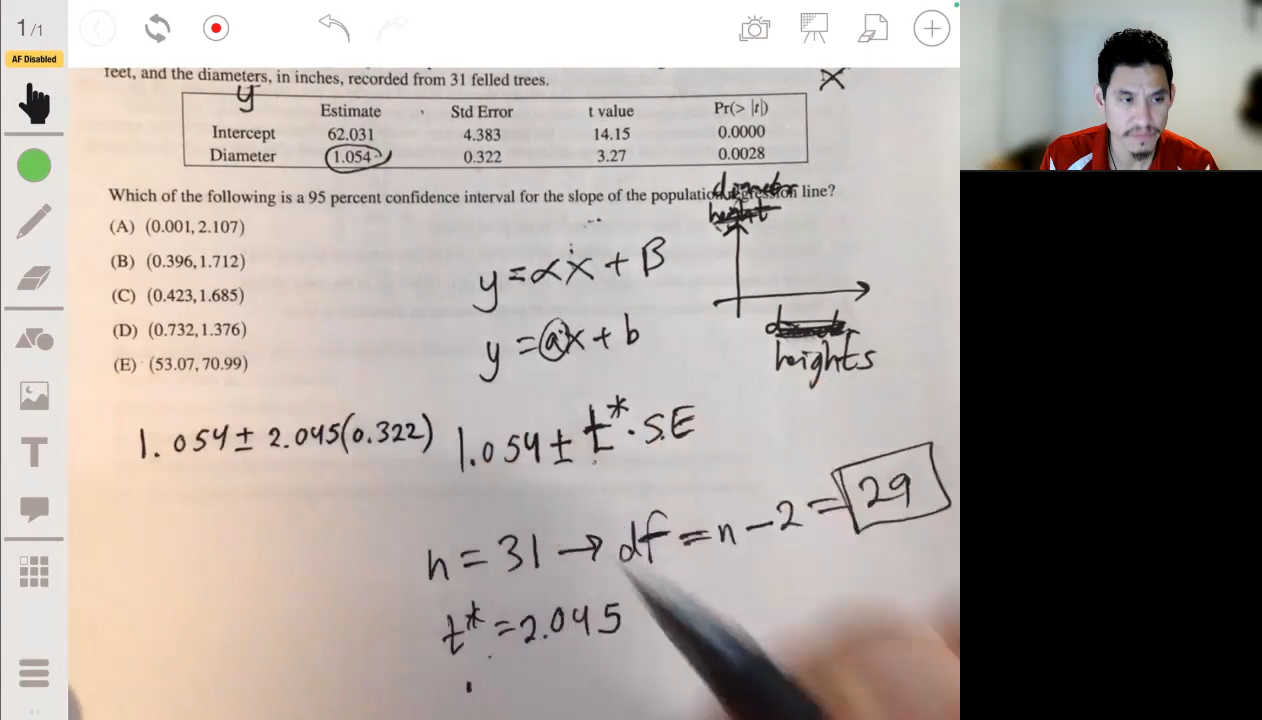 1/1
AF Disabled
feet, and the diameters, in inches, recorded from 31 felled trees.
y
x
Estimate Std Error t value Pr(> |t|)
Intercept 62.031 4.383 14.15 0.0000
Diameter 1.054 0.322 3.27 0.0028
Which of the following is a 95 percent confidence interval for the slope of the population regression line?
diameter
height
(A) (0.001, 2.107)
(B) (0.396, 1.712)
(C) (0.423, 1.685)
(D) (0.732, 1.376)
(E) (53.07, 70.99)
y = αx + β
y = ax + b
heights
1.054 ± 2.045(0.322)
1.054 ± t* · S.E
n = 31 → df = n − 2 = 29
t* = 2.045
T